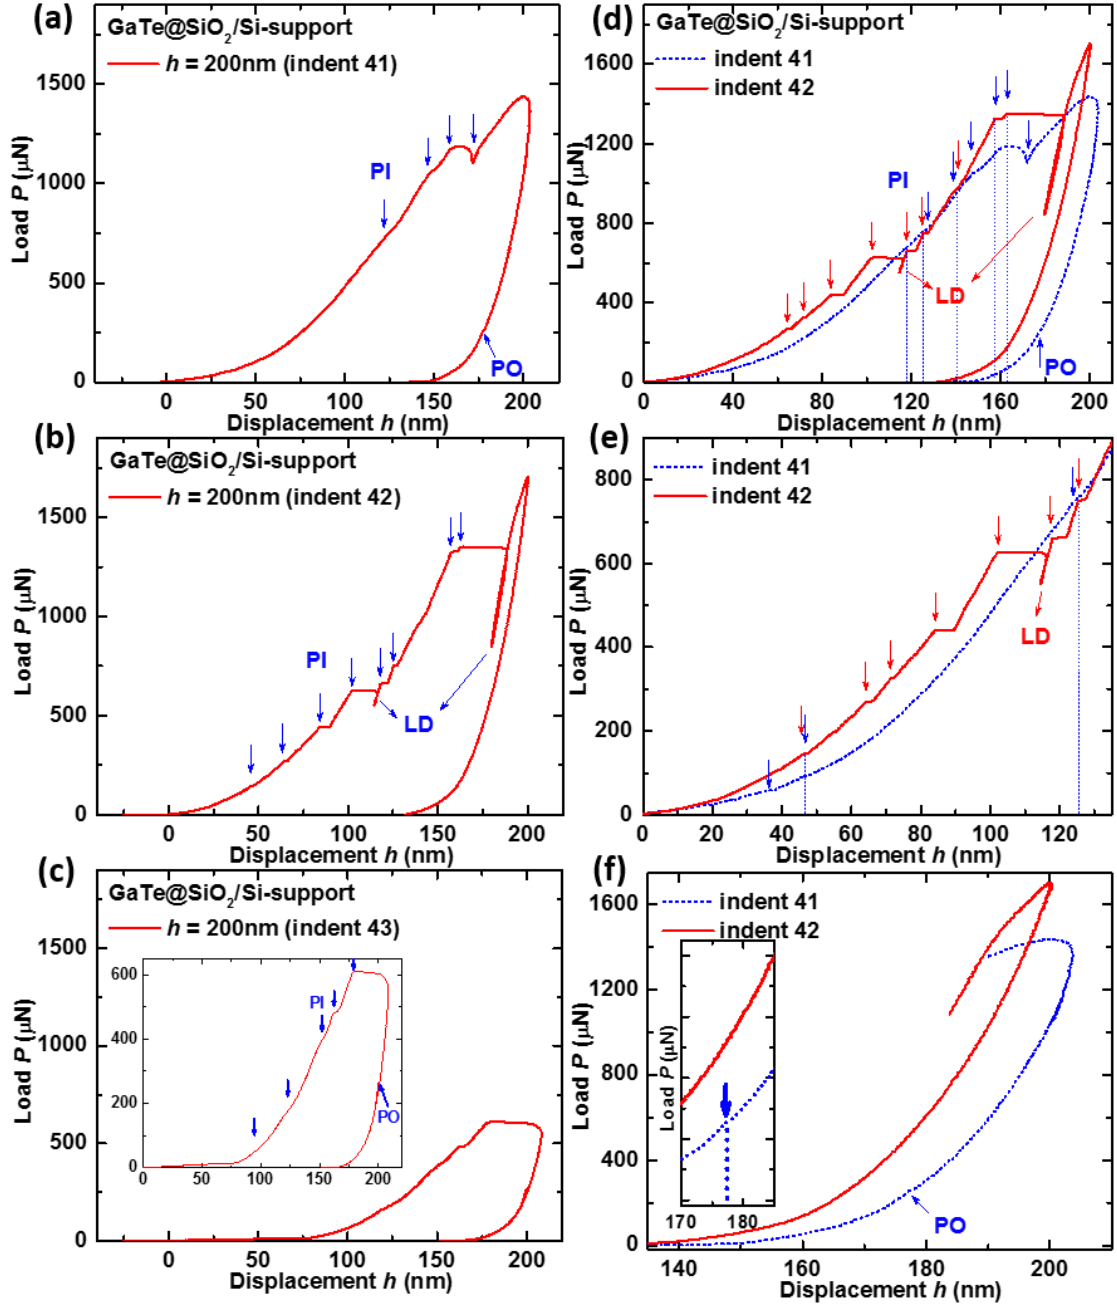 (a)
GaTe@SiO2/Si-support
h = 200nm (indent 41)
Load P (μN)
1500
1000
500
0
PI
PO
0 50 100 150 200
Displacement h (nm)
(b)
GaTe@SiO2/Si-support
h = 200nm (indent 42)
Load P (μN)
1500
1000
500
0
PI
LD
0 50 100 150 200
Displacement h (nm)
(c)
GaTe@SiO2/Si-support
h = 200nm (indent 43)
Load P (μN)
1750
1500
1250
1000
750
500
0
600
400
200
0
PI
PO
0 50 100 150 200
0 50 100 150 200
Displacement h (nm)
(d)
GaTe@SiO2/Si-support
indent 41
indent 42
Load P (μN)
1600
1200
800
400
0
PI
LD
PO
0 40 80 120 160 200
Displacement h (nm)
(e)
indent 41
indent 42
Load P (μN)
800
600
400
200
0
LD
0 20 40 60 80 100 120
Displacement h (nm)
(f)
indent 41
indent 42
Load P (μN)
1600
1200
800
400
0
Load P (μN)
170 180
PO
140 160 180 200
Displacement h (nm)